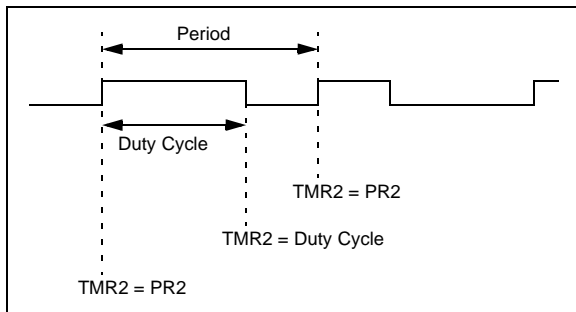 Period
Duty Cycle
TMR2 = PR2
TMR2 = Duty Cycle
TMR2 = PR2